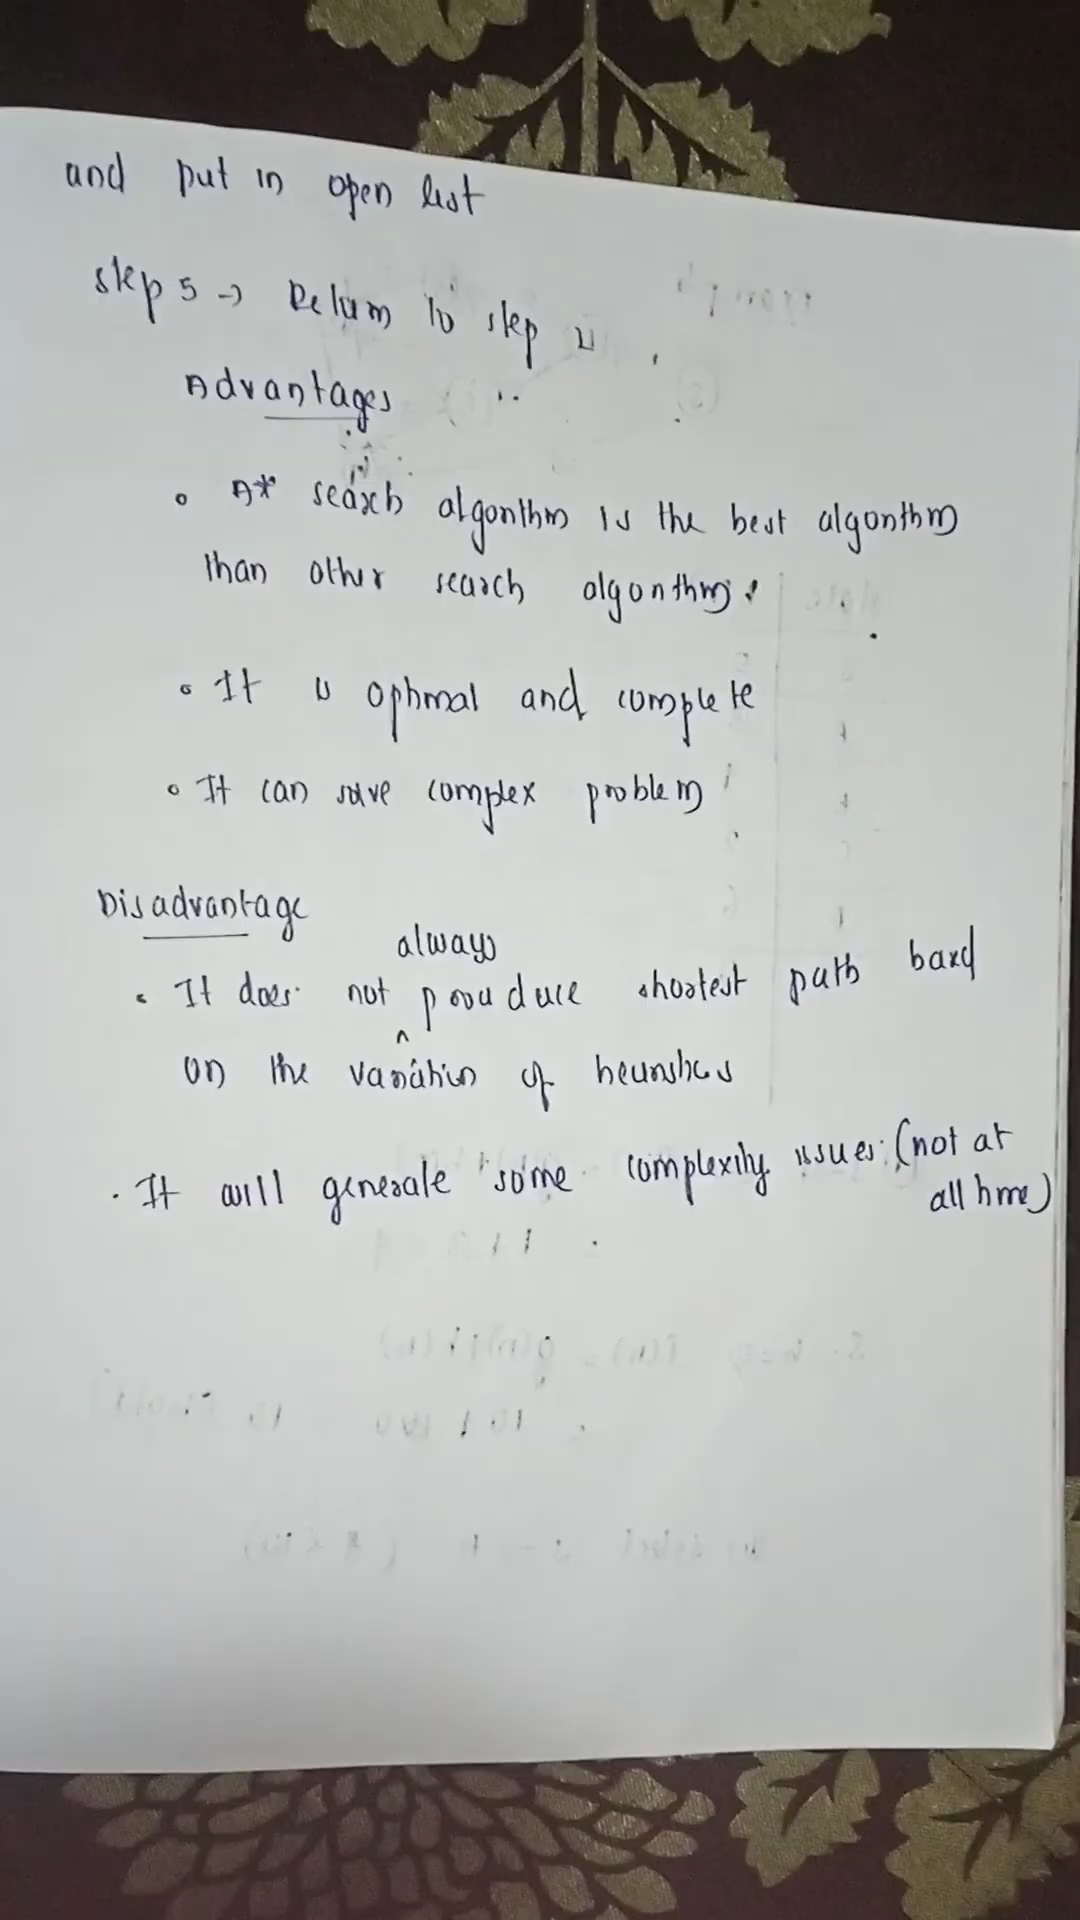 and put in open list
step 5 → Return to step
Advantages
• A* search algorithm is the best algorithm
than other search algorithms.
• It is optimal and complete
• It can solve complex problem
Disadvantage
always
• It does not ^ produce shortest path based
on the variation of heuristics
• It will generate some complexity issues. (not at
all time)